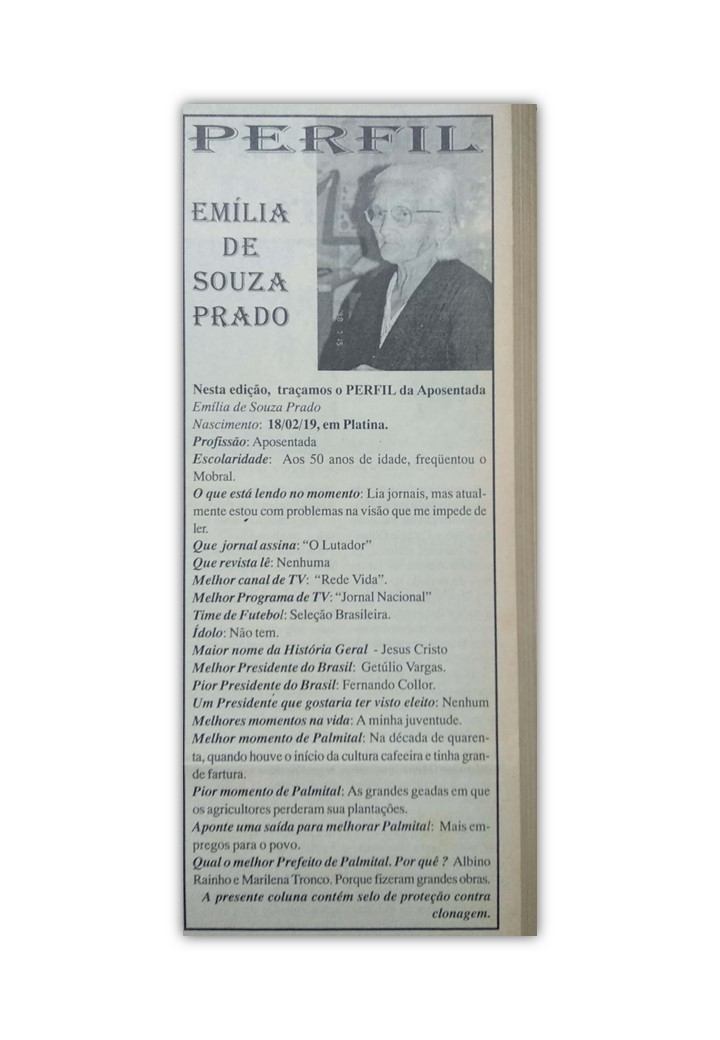 PERFIL
EMÍLIA
DE
SOUZA
PRADO
Nesta edição, traçamos o PERFIL da Aposentada
Emília de Souza Prado
Nascimento: 18/02/19, em Platina.
Profissão: Aposentada
Escolaridade: Aos 50 anos de idade, freqüentou o
Mobral.
O que está lendo no momento: Lia jornais, mas atual-
mente estou com problemas na visão que me impede de
ler.
Que jornal assina: “O Lutador”
Que revista lê: Nenhuma
Melhor canal de TV: “Rede Vida”.
Melhor Programa de TV: “Jornal Nacional”
Time de Futebol: Seleção Brasileira.
Ídolo: Não tem.
Maior nome da História Geral - Jesus Cristo
Melhor Presidente do Brasil: Getúlio Vargas.
Pior Presidente do Brasil: Fernando Collor.
Um Presidente que gostaria ter visto eleito: Nenhum
Melhores momentos na vida: A minha juventude.
Melhor momento de Palmital: Na década de quaren-
ta, quando houve o início da cultura cafeeira e tinha gran-
de fartura.
Pior momento de Palmital: As grandes geadas em que
os agricultores perderam sua plantações.
Aponte uma saída para melhorar Palmital: Mais em-
pregos para o povo.
Qual o melhor Prefeito de Palmital. Por quê ? Albino
Rainho e Marilena Tronco. Porque fizeram grandes obras.
A presente coluna contém selo de proteção contra
clonagem.